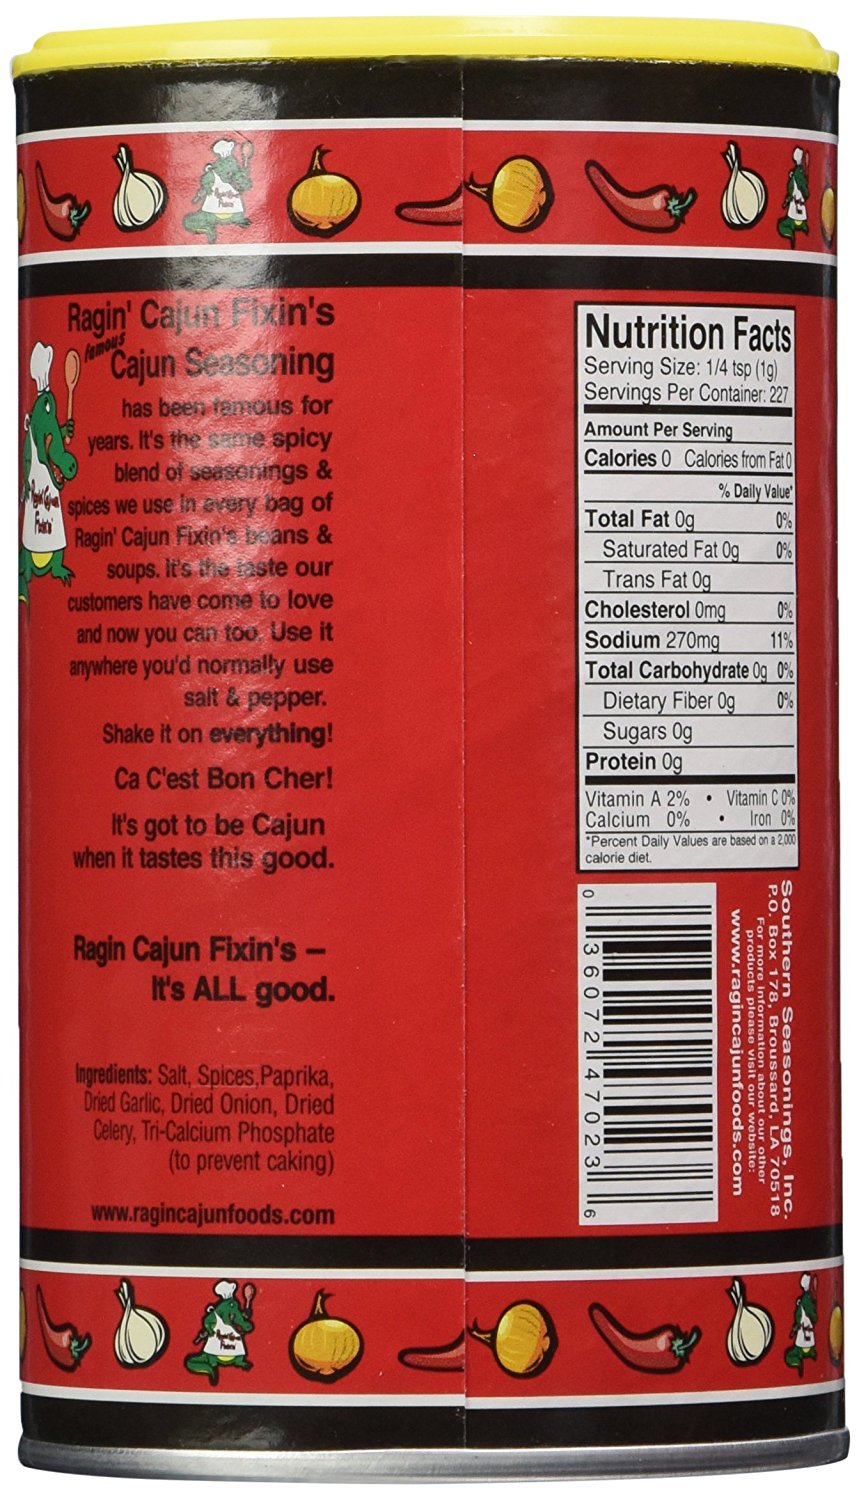 Ragin' Cajun Fixin's
famous
Cajun Seasoning
has been famous for
years. It's the same spicy
blend of seasonings &
spices we use in every bag of
Ragin' Cajun Fixin's beans &
soups. It's the taste our
customers have come to love
and now you can too. Use it
anywhere you'd normally use
salt & pepper.
Shake it on everything!
Ca C'est Bon Cher!
It's got to be Cajun
when it tastes this good.
Ragin Cajun Fixin's –
It's ALL good.
Ingredients: Salt, Spices,Paprika,
Dried Garlic, Dried Onion, Dried
Celery, Tri-Calcium Phosphate
(to prevent caking)
www.ragincajunfoods.com
Ragin' Cajun
Fixin's
Nutrition Facts
Serving Size: 1/4 tsp (1g)
Servings Per Container: 227
Amount Per Serving
Calories 0 Calories from Fat 0
% Daily Value*
Total Fat 0g 0%
Saturated Fat 0g 0%
Trans Fat 0g
Cholesterol 0mg 0%
Sodium 270mg 11%
Total Carbohydrate 0g 0%
Dietary Fiber 0g 0%
Sugars 0g
Protein 0g
Vitamin A 2% • Vitamin C 0%
Calcium 0% • Iron 0%
*Percent Daily Values are based on a 2,000
calorie diet.
0 36072 47023 6
Southern Seasonings, Inc.
P.O. Box 178, Broussard, LA 70518
For more information about our other
products please visit our website:
www.ragincajunfoods.com